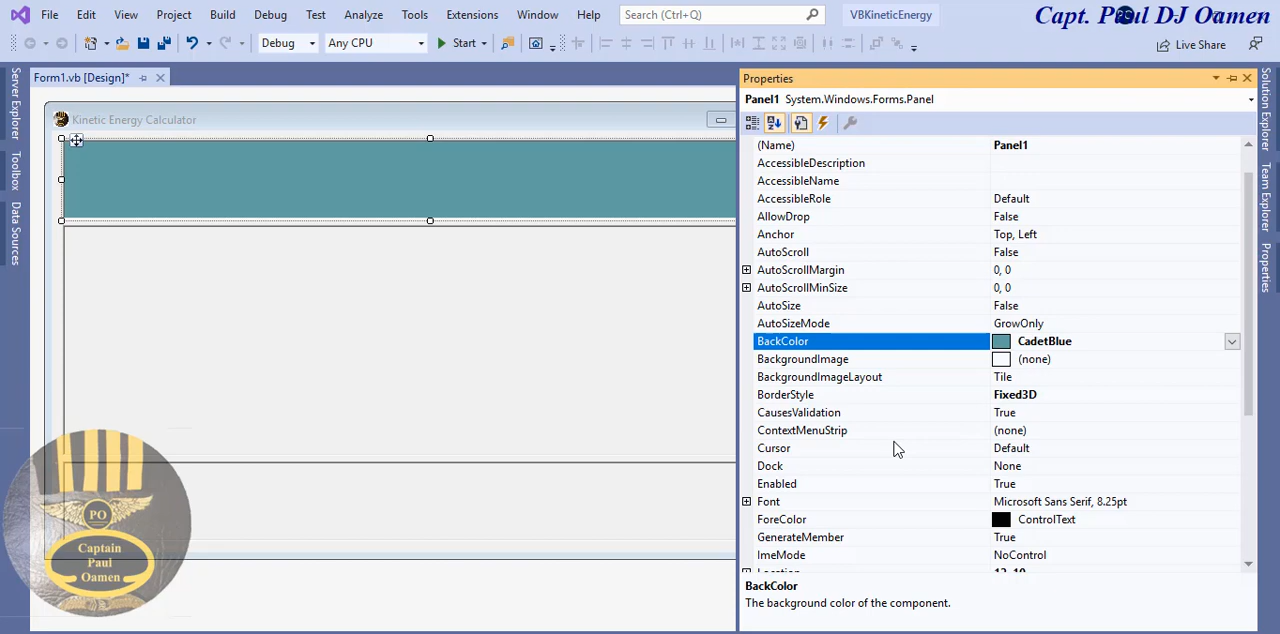 File Edit View Project Build Debug Test Analyze Tools Extensions Window Help Search (Ctrl+Q) VBKineticEnergy
Capt. Paul DJ Oamen
Debug Any CPU Start Live Share
Form1.vb [Design]*
Server Explorer
Toolbox
Data Sources
Kinetic Energy Calculator
PO
Captain
Paul
Oamen
Properties
Panel1 System.Windows.Forms.Panel
(Name) Panel1
AccessibleDescription
AccessibleName
AccessibleRole Default
AllowDrop False
Anchor Top, Left
AutoScroll False
AutoScrollMargin 0, 0
AutoScrollMinSize 0, 0
AutoSize False
AutoSizeMode GrowOnly
BackColor CadetBlue
BackgroundImage (none)
BackgroundImageLayout Tile
BorderStyle Fixed3D
CausesValidation True
ContextMenuStrip (none)
Cursor Default
Dock None
Enabled True
Font Microsoft Sans Serif, 8.25pt
ForeColor ControlText
GenerateMember True
ImeMode NoControl
Location 12, 10
BackColor
The background color of the component.
Solution Explorer
Team Explorer
Properties